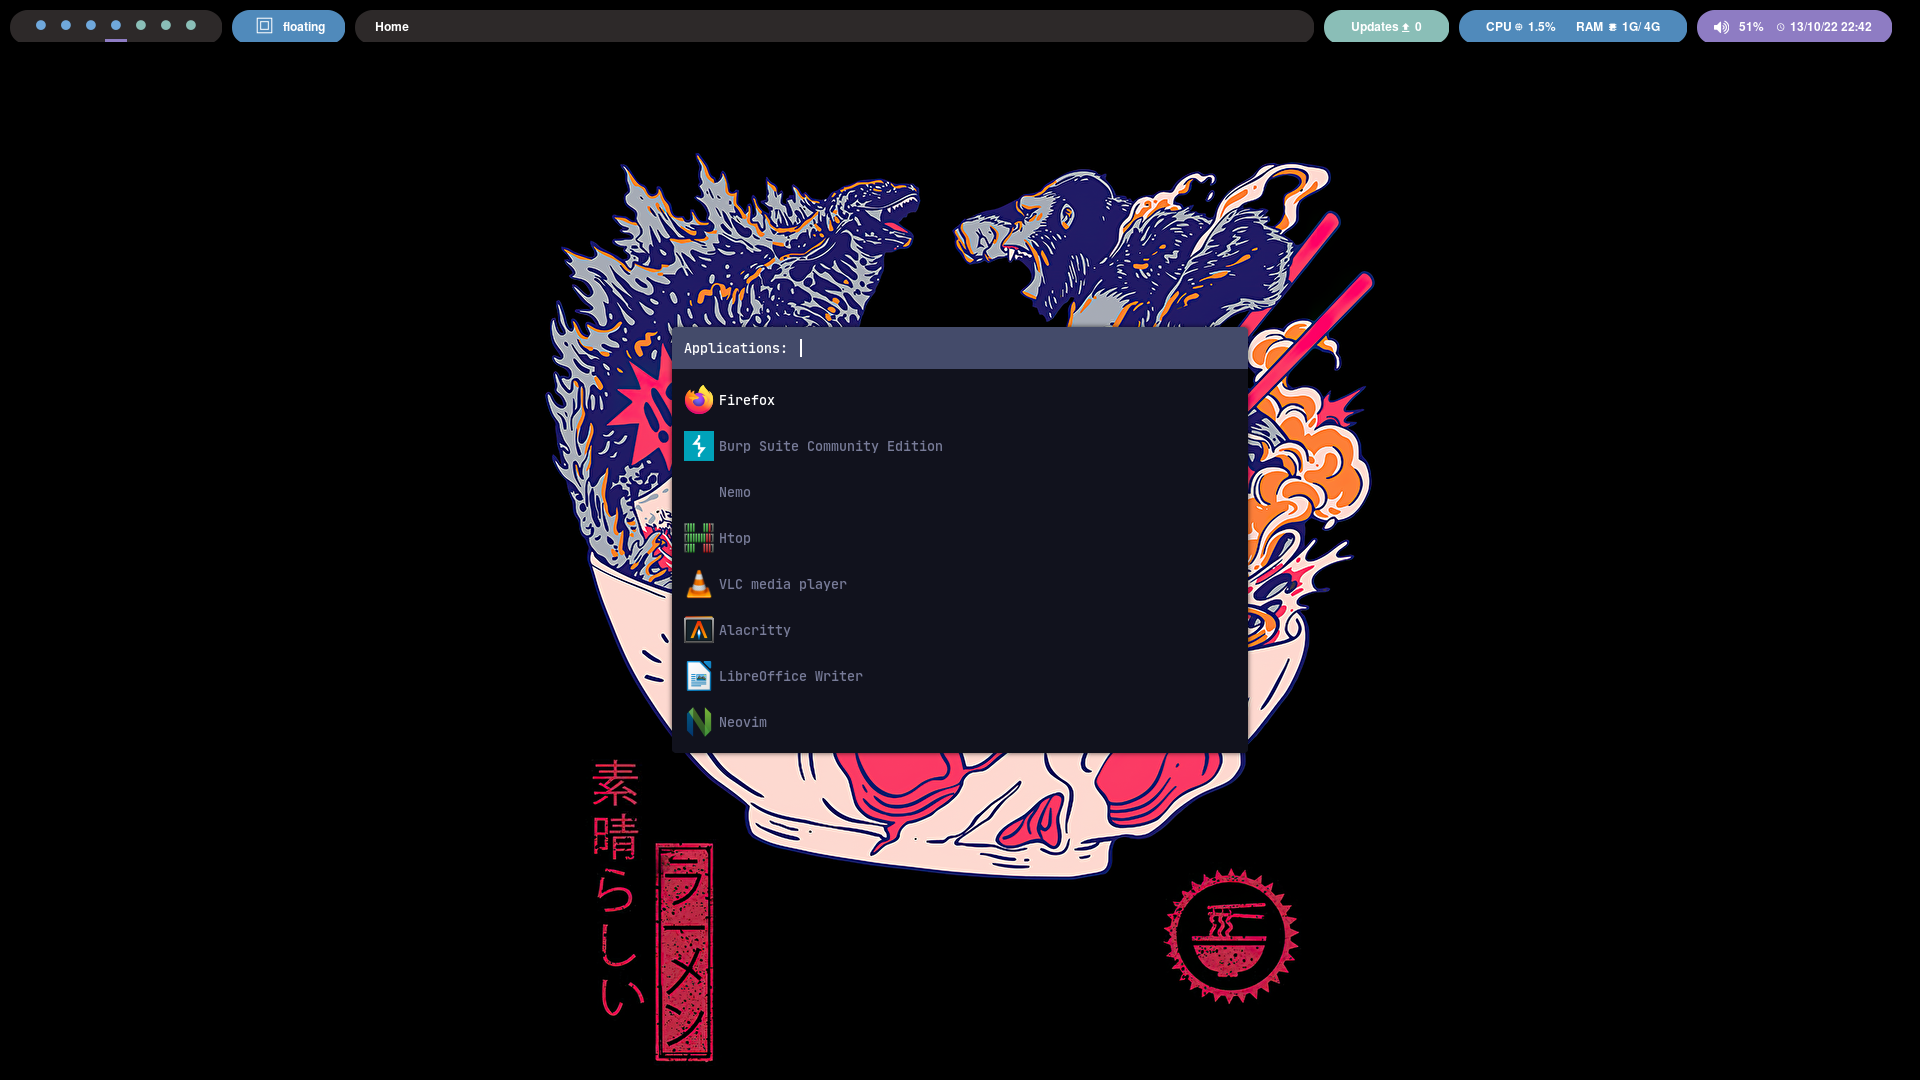 floating
Home
Updates 0
CPU 1.5% RAM 1G/ 4G
51% 13/10/22 22:42
Applications:
Firefox
Burp Suite Community Edition
Nemo
Htop
VLC media player
Alacritty
LibreOffice Writer
Neovim
素晴らしい
ラーメン